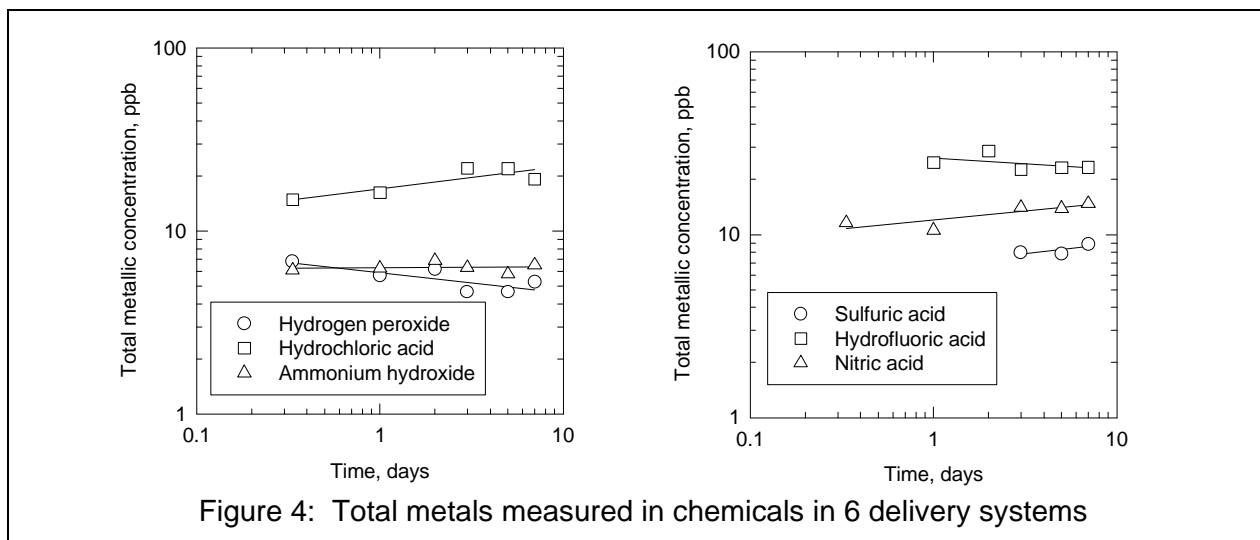 100
10
1
Total metallic concentration, ppb
Hydrogen peroxide
Hydrochloric acid
Ammonium hydroxide
0.1
1
10
Time, days
100
10
1
Total metallic concentration, ppb
Sulfuric acid
Hydrofluoric acid
Nitric acid
0.1
1
10
Time, days
Figure 4: Total metals measured in chemicals in 6 delivery systems